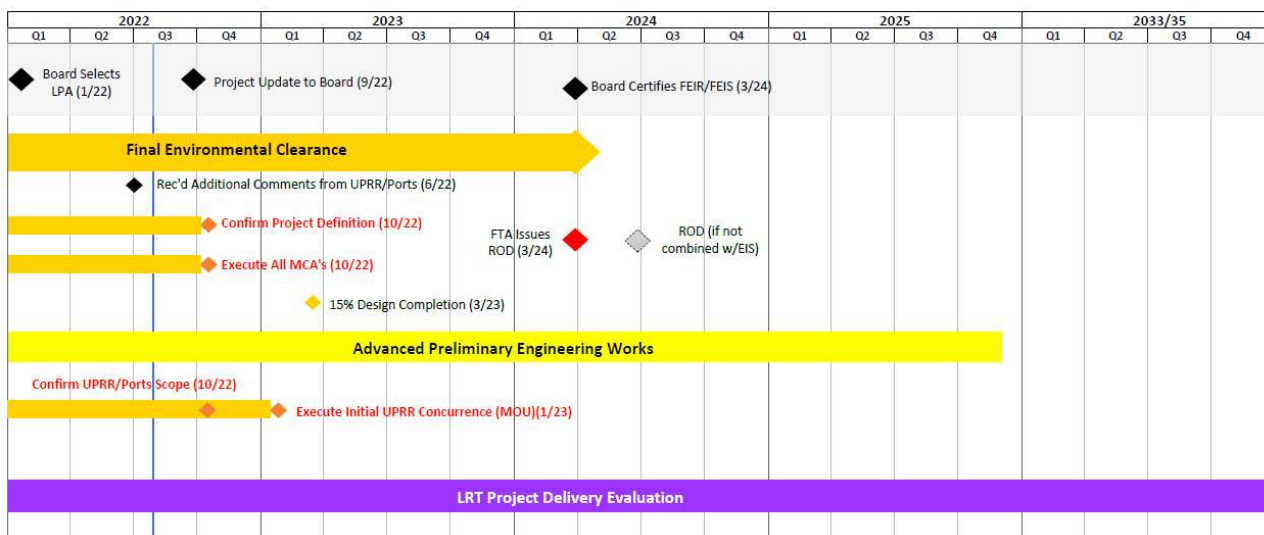 2022 2023 2024 2025 2033/35
Q1 Q2 Q3 Q4 Q1 Q2 Q3 Q4 Q1 Q2 Q3 Q4 Q1 Q2 Q3 Q4 Q1 Q2 Q3 Q4
Board Selects
LPA (1/22)
Project Update to Board (9/22)
Board Certifies FEIR/FEIS (3/24)
Final Environmental Clearance
Rec'd Additional Comments from UPRR/Ports (6/22)
Confirm Project Definition (10/22)
FTA Issues
ROD (3/24)
ROD (if not
combined w/EIS)
Execute All MCA's (10/22)
15% Design Completion (3/23)
Advanced Preliminary Engineering Works
Confirm UPRR/Ports Scope (10/22)
Execute Initial UPRR Concurrence (MOU)(1/23)
LRT Project Delivery Evaluation